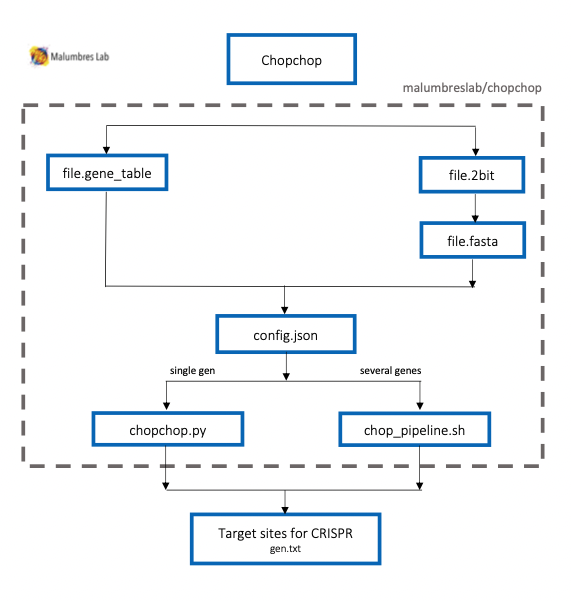 Chopchop
Malumbres Lab
malumbreslab/chopchop
file.gene_table
file.2bit
file.fasta
config.json
single gen
several genes
chopchop.py
chop_pipeline.sh
Target sites for CRISPR
gen.txt